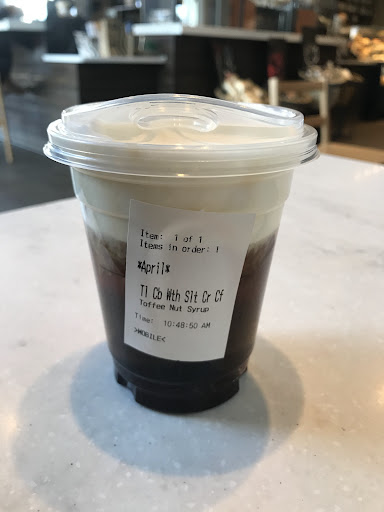 Item: 1 of 1
Items in order: 1
*April*
Tl Cb Wth Slt Cr Cf
Toffee Nut Syrup
Time: 10:48:50 AM
>MOBILE<